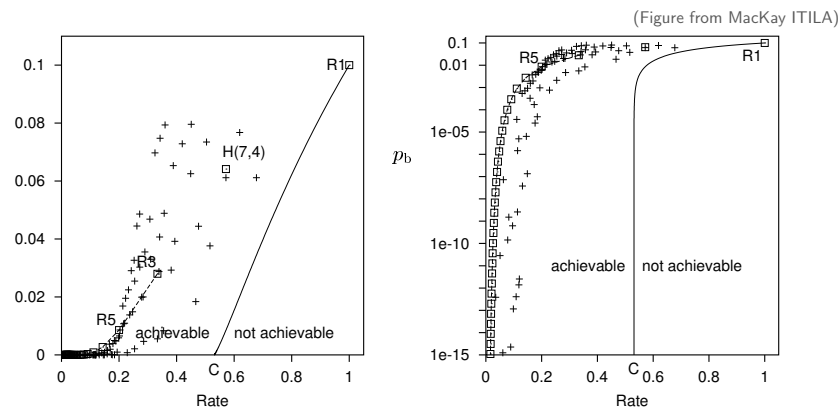 (Figure from MacKay ITILA)
0.1
0.08
0.06
0.04
0.02
0
R1
H(7,4)
R3
R5
achievable
not achievable
0
0.2
0.4
C
0.6
0.8
1
Rate
p_b
0.1
0.01
1e-05
1e-10
1e-15
R5
R1
achievable
not achievable
0
0.2
0.4
C
0.6
0.8
1
Rate